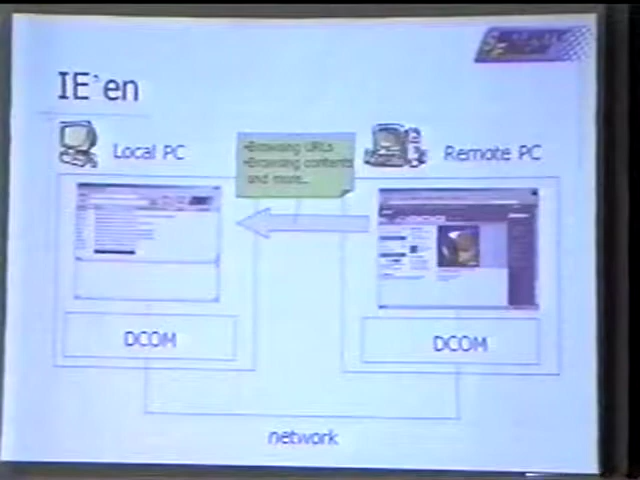 IE'en
Local PC
•Browsing URLs
•Browsing contents
and more...
Remote PC
DCOM
DCOM
network